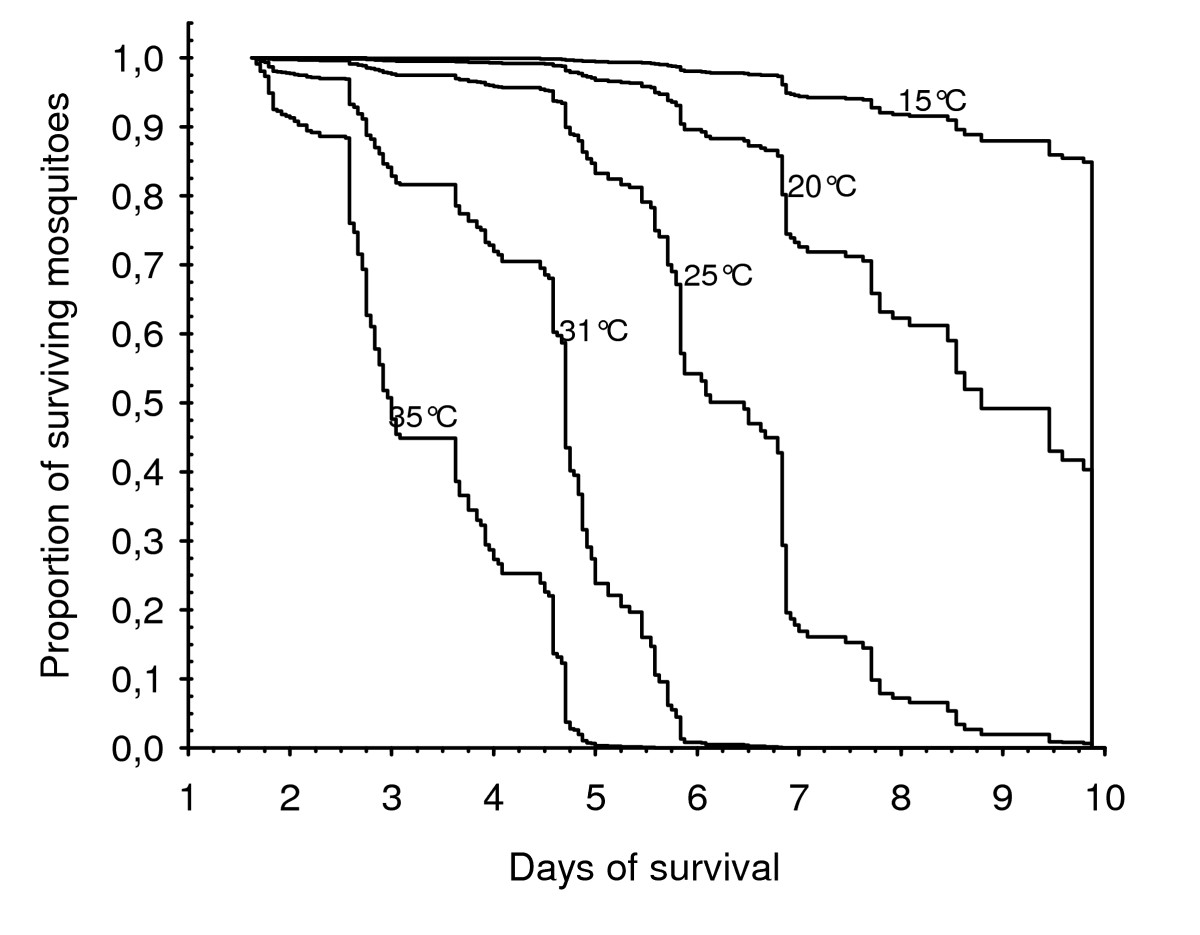 Proportion of surviving mosquitoes
1,0
0,9
0,8
0,7
0,6
0,5
0,4
0,3
0,2
0,1
0,0
15°C
20°C
25°C
31°C
35°C
1 2 3 4 5 6 7 8 9 10
Days of survival